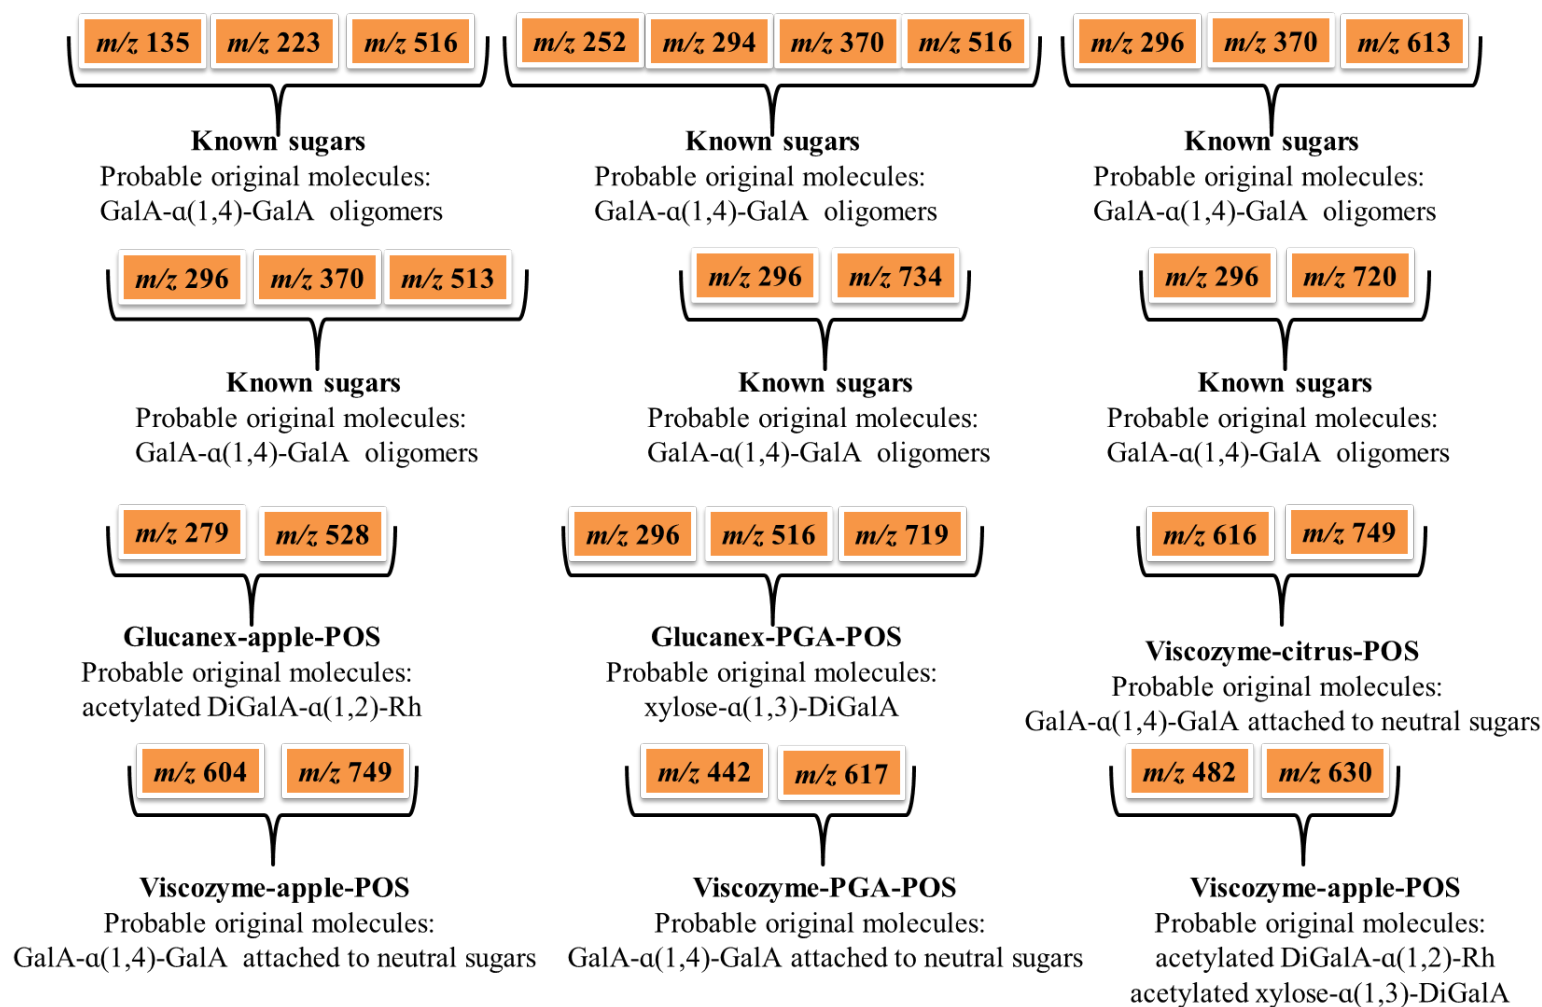 m/z 135 m/z 223 m/z 516
Known sugars
Probable original molecules:
GalA-ɑ(1,4)-GalA oligomers
m/z 252 m/z 294 m/z 370 m/z 516
Known sugars
Probable original molecules:
GalA-ɑ(1,4)-GalA oligomers
m/z 296 m/z 370 m/z 613
Known sugars
Probable original molecules:
GalA-ɑ(1,4)-GalA oligomers
m/z 296 m/z 370 m/z 513
Known sugars
Probable original molecules:
GalA-ɑ(1,4)-GalA oligomers
m/z 296 m/z 734
Known sugars
Probable original molecules:
GalA-ɑ(1,4)-GalA oligomers
m/z 296 m/z 720
Known sugars
Probable original molecules:
GalA-ɑ(1,4)-GalA oligomers
m/z 279 m/z 528
Glucanex-apple-POS
Probable original molecules:
acetylated DiGalA-ɑ(1,2)-Rh
m/z 296 m/z 516 m/z 719
Glucanex-PGA-POS
Probable original molecules:
xylose-ɑ(1,3)-DiGalA
m/z 616 m/z 749
Viscozyme-citrus-POS
Probable original molecules:
GalA-ɑ(1,4)-GalA attached to neutral sugars
m/z 604 m/z 749
Viscozyme-apple-POS
Probable original molecules:
GalA-ɑ(1,4)-GalA attached to neutral sugars
m/z 442 m/z 617
Viscozyme-PGA-POS
Probable original molecules:
GalA-ɑ(1,4)-GalA attached to neutral sugars
m/z 482 m/z 630
Viscozyme-apple-POS
Probable original molecules:
acetylated DiGalA-ɑ(1,2)-Rh
acetylated xylose-ɑ(1,3)-DiGalA